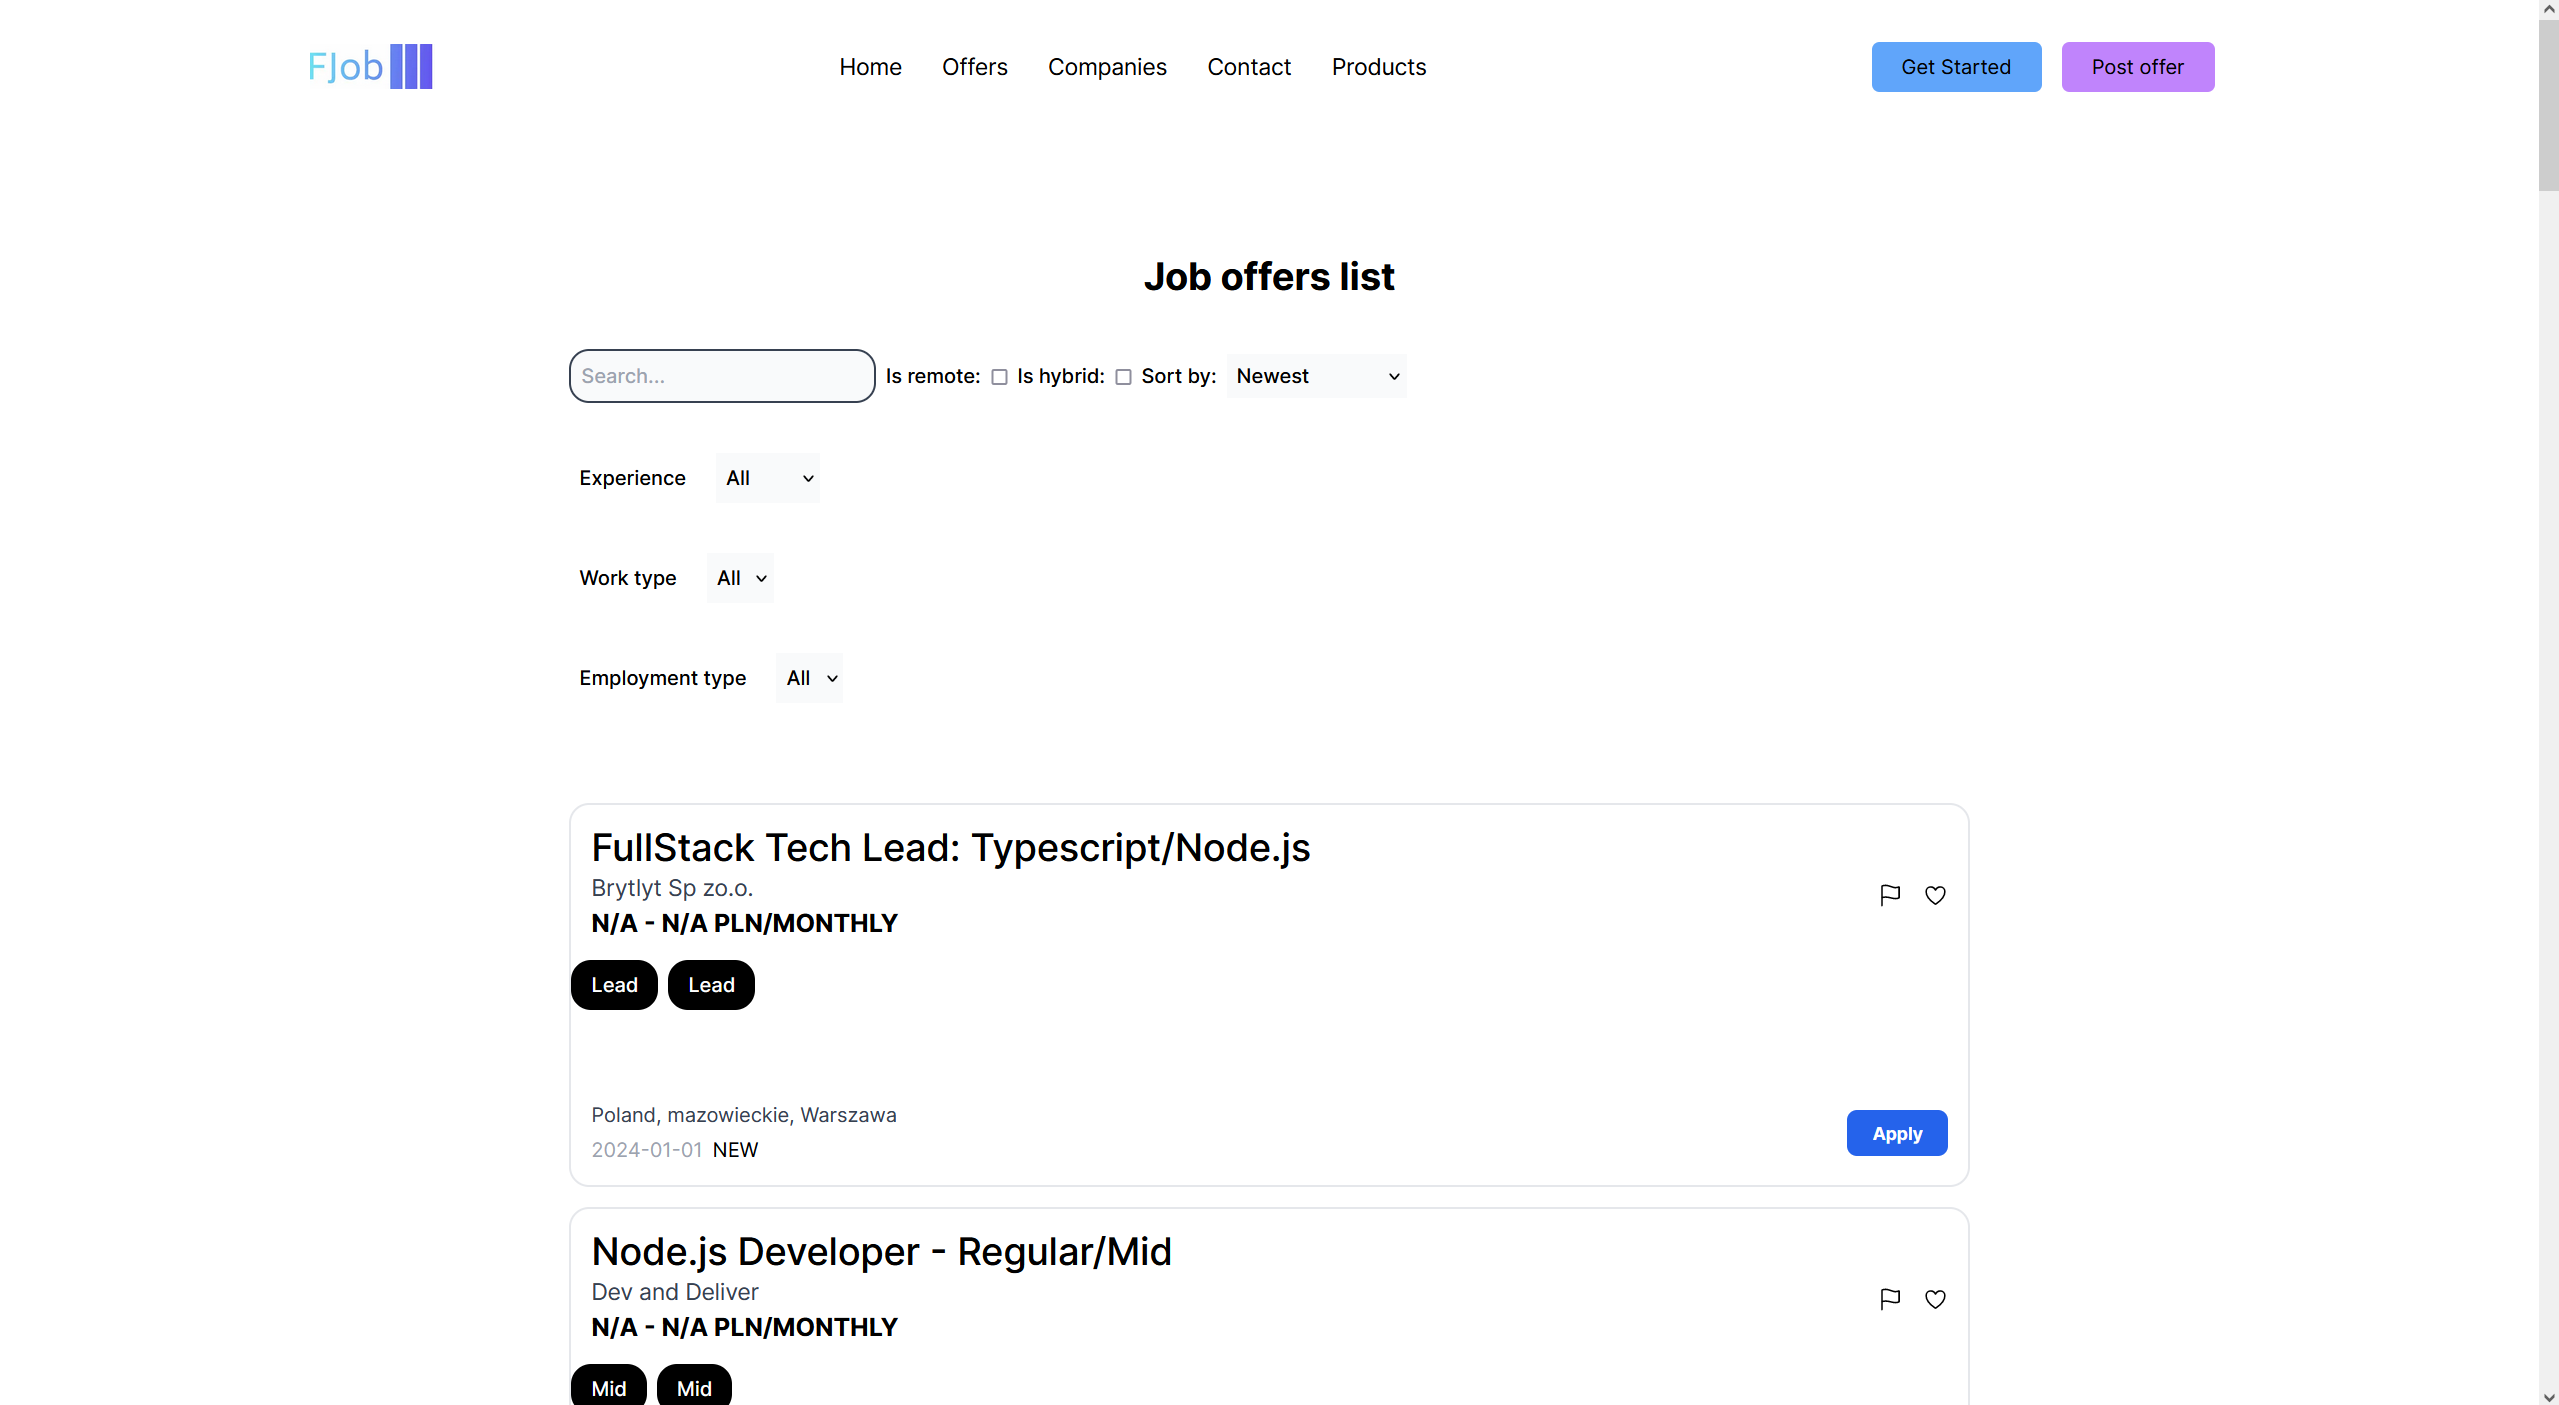 FJob
Home Offers Companies Contact Products
Get Started Post offer
Job offers list
Search... Is remote: Is hybrid: Sort by: Newest
Experience All
Work type All
Employment type All
FullStack Tech Lead: Typescript/Node.js
Brytlyt Sp zo.o.
N/A - N/A PLN/MONTHLY
Lead Lead
Poland, mazowieckie, Warszawa
2024-01-01 NEW
Apply
Node.js Developer - Regular/Mid
Dev and Deliver
N/A - N/A PLN/MONTHLY
Mid Mid